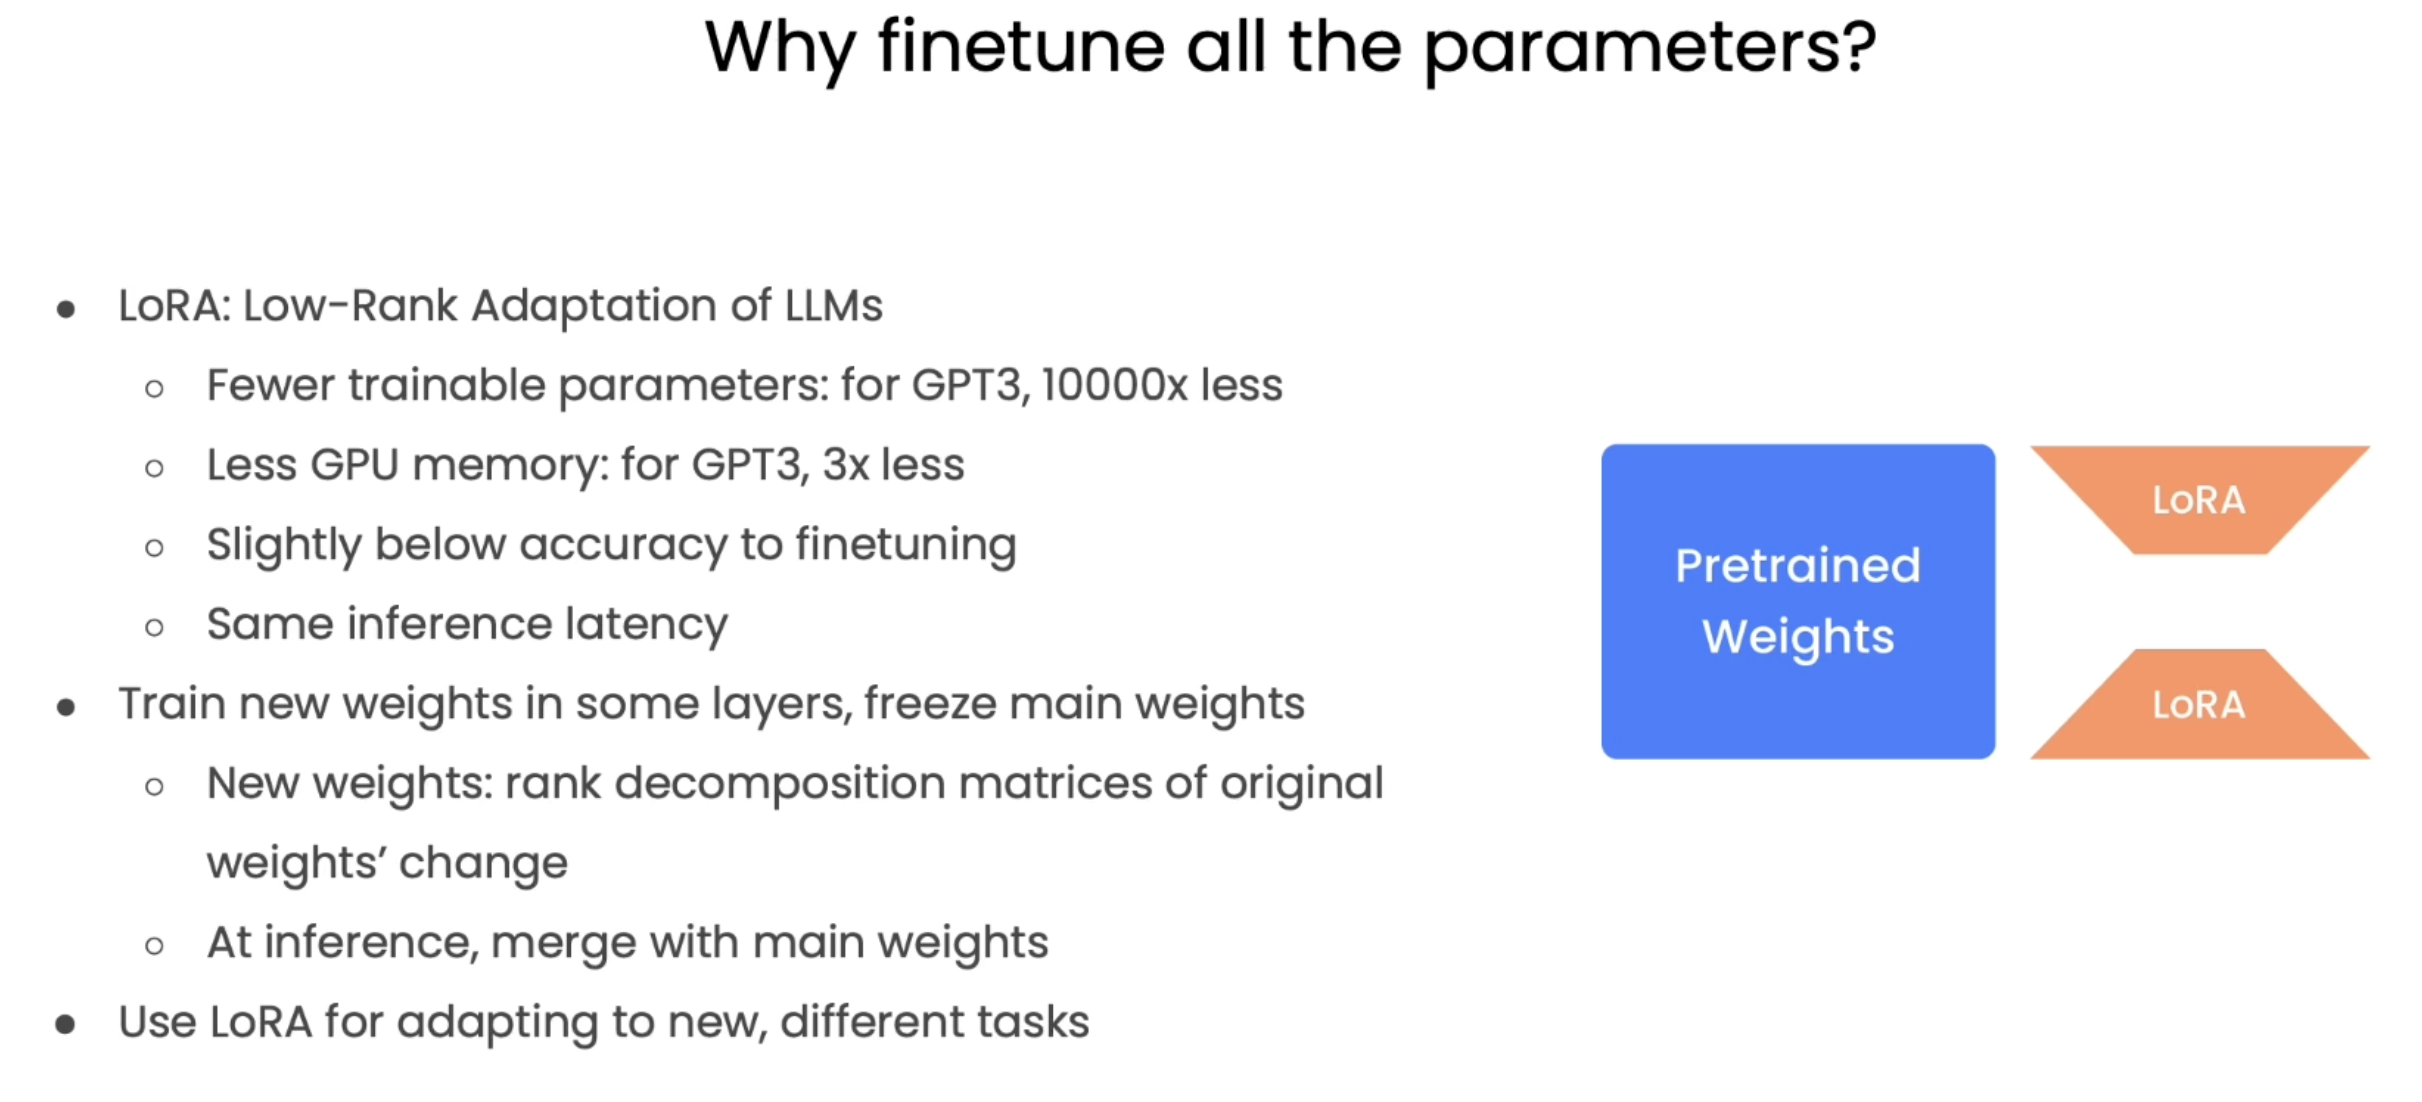 Why finetune all the parameters?
● LoRA: Low-Rank Adaptation of LLMs
○ Fewer trainable parameters: for GPT3, 10000x less
○ Less GPU memory: for GPT3, 3x less
○ Slightly below accuracy to finetuning
○ Same inference latency
● Train new weights in some layers, freeze main weights
○ New weights: rank decomposition matrices of original
weights’ change
○ At inference, merge with main weights
● Use LoRA for adapting to new, different tasks
Pretrained
Weights
LoRA
LoRA